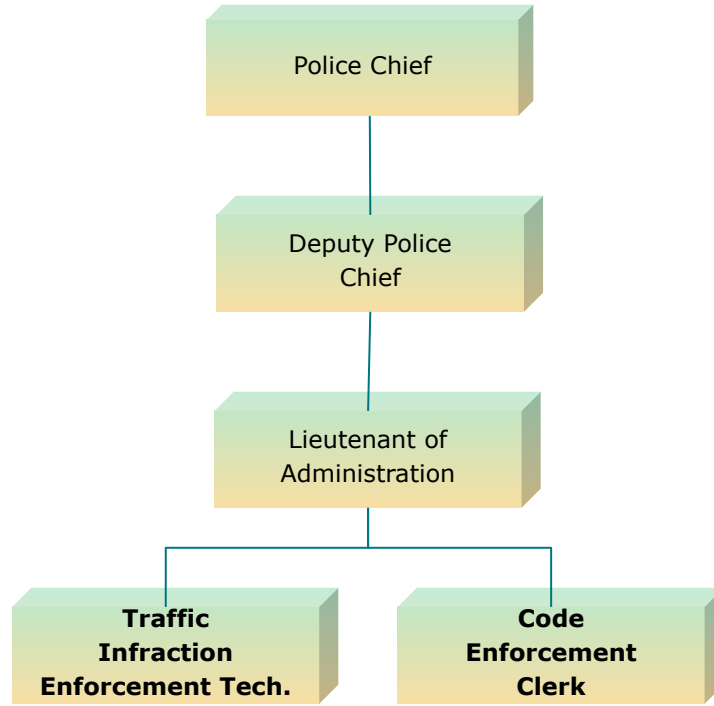 Police Chief
Deputy Police
Chief
Lieutenant of
Administration
Traffic
Infraction
Enforcement Tech.
Code
Enforcement
Clerk